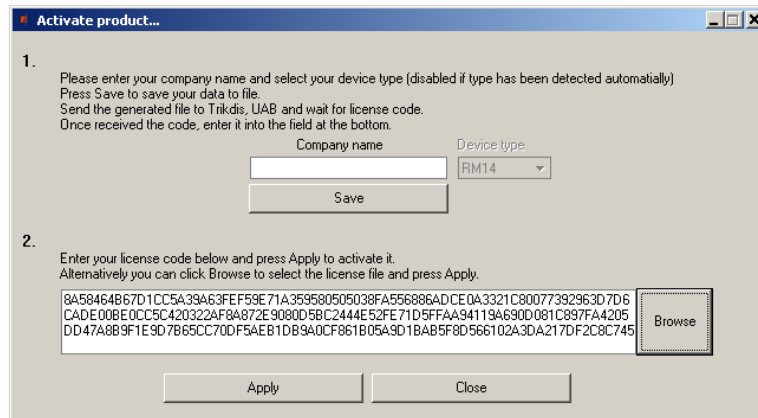 Activate product...
1.
Please enter your company name and select your device type (disabled if type has been detected automatially)
Press Save to save your data to file.
Send the generated file to Trikdis, UAB and wait for license code.
Once received the code, enter it into the field at the bottom.
Company name
Device type
RM14
Save
2.
Enter your license code below and press Apply to activate it.
Alternatively you can click Browse to select the license file and press Apply.
8A58464B67D1CC5A39A63FEF59E71A359580505038FA556886ADCE0A3321C80077392963D7D6
CADE00BE0CC5C420322AF8A872E9080D5BC2444E52FE71D5FFAA94119A690D081C897FA4205
DD47A8B9F1E9D7B65CC70DF5AEB1DB9A0CF861B05A9D1BAB5F8D566102A3DA217DF2C8C745
Browse
Apply
Close